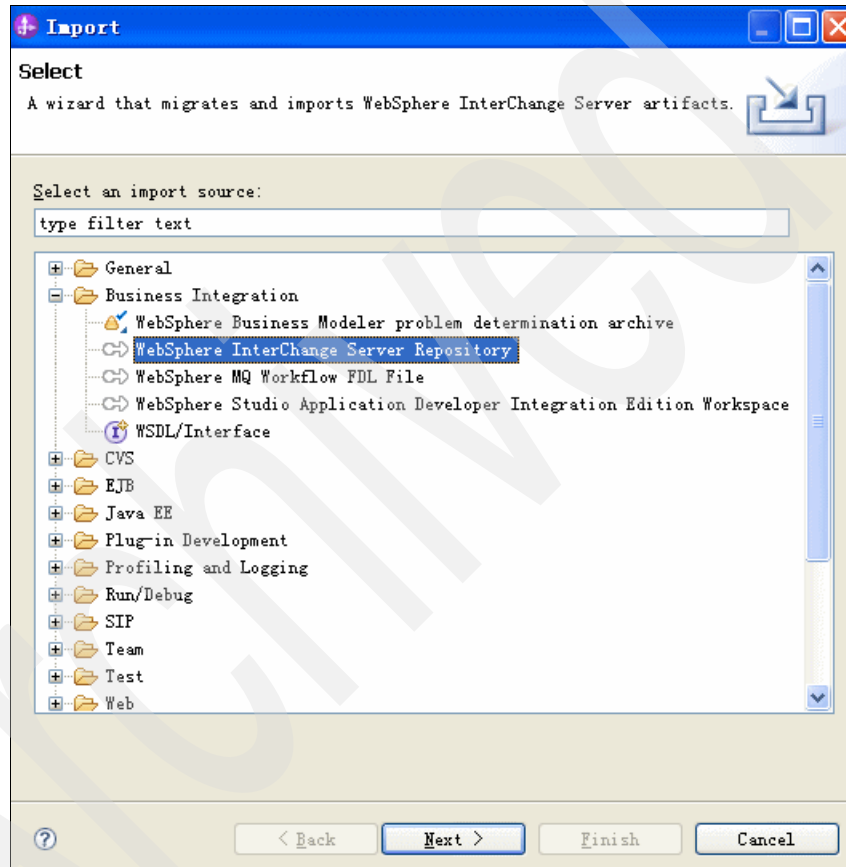 Import
Select
A wizard that migrates and imports WebSphere InterChange Server artifacts.
Select an import source:
type filter text
General
Business Integration
WebSphere Business Modeler problem determination archive
WebSphere InterChange Server Repository
WebSphere MQ Workflow FDL File
WebSphere Studio Application Developer Integration Edition Workspace
WSDL/Interface
CVS
EJB
Java EE
Plug-in Development
Profiling and Logging
Run/Debug
SIP
Team
Test
Web
< Back Next > Finish Cancel